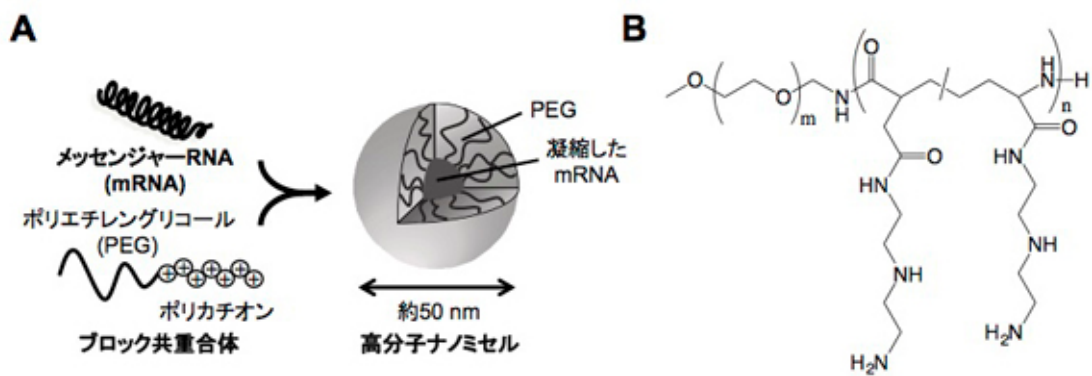 A
メッセンジャーRNA
(mRNA)
ポリエチレングリコール
(PEG)
ポリカチオン
ブロック共重合体
PEG
凝縮した
mRNA
約50 nm
高分子ナノミセル
B
O
O
O
m
N
H
O
H
N
H
n
O
O
NH
HN
NH
NH
H₂N
H₂N